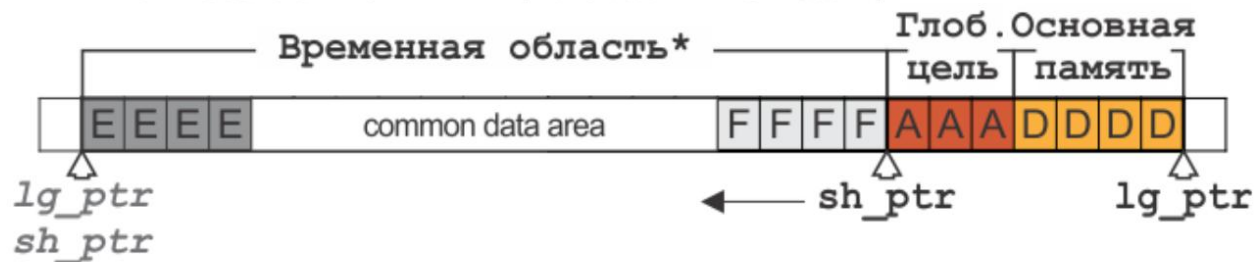 Глоб.Основная
Временная область*
цель память
E E E E common data area F F F F A A A D D D D
lg_ptr sh_ptr lg_ptr
sh_ptr